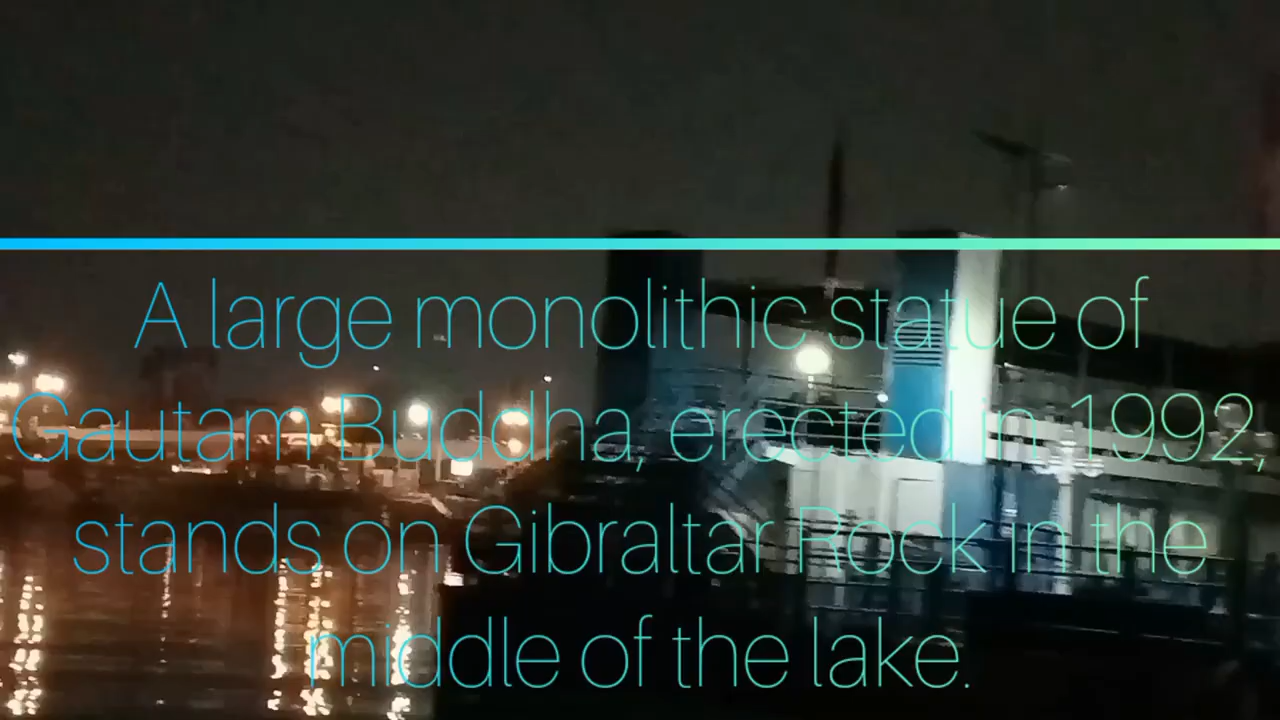 A large monolithic statue of
Gautam Buddha, erected in 1992,
stands on Gibraltar Rock in the
middle of the lake.